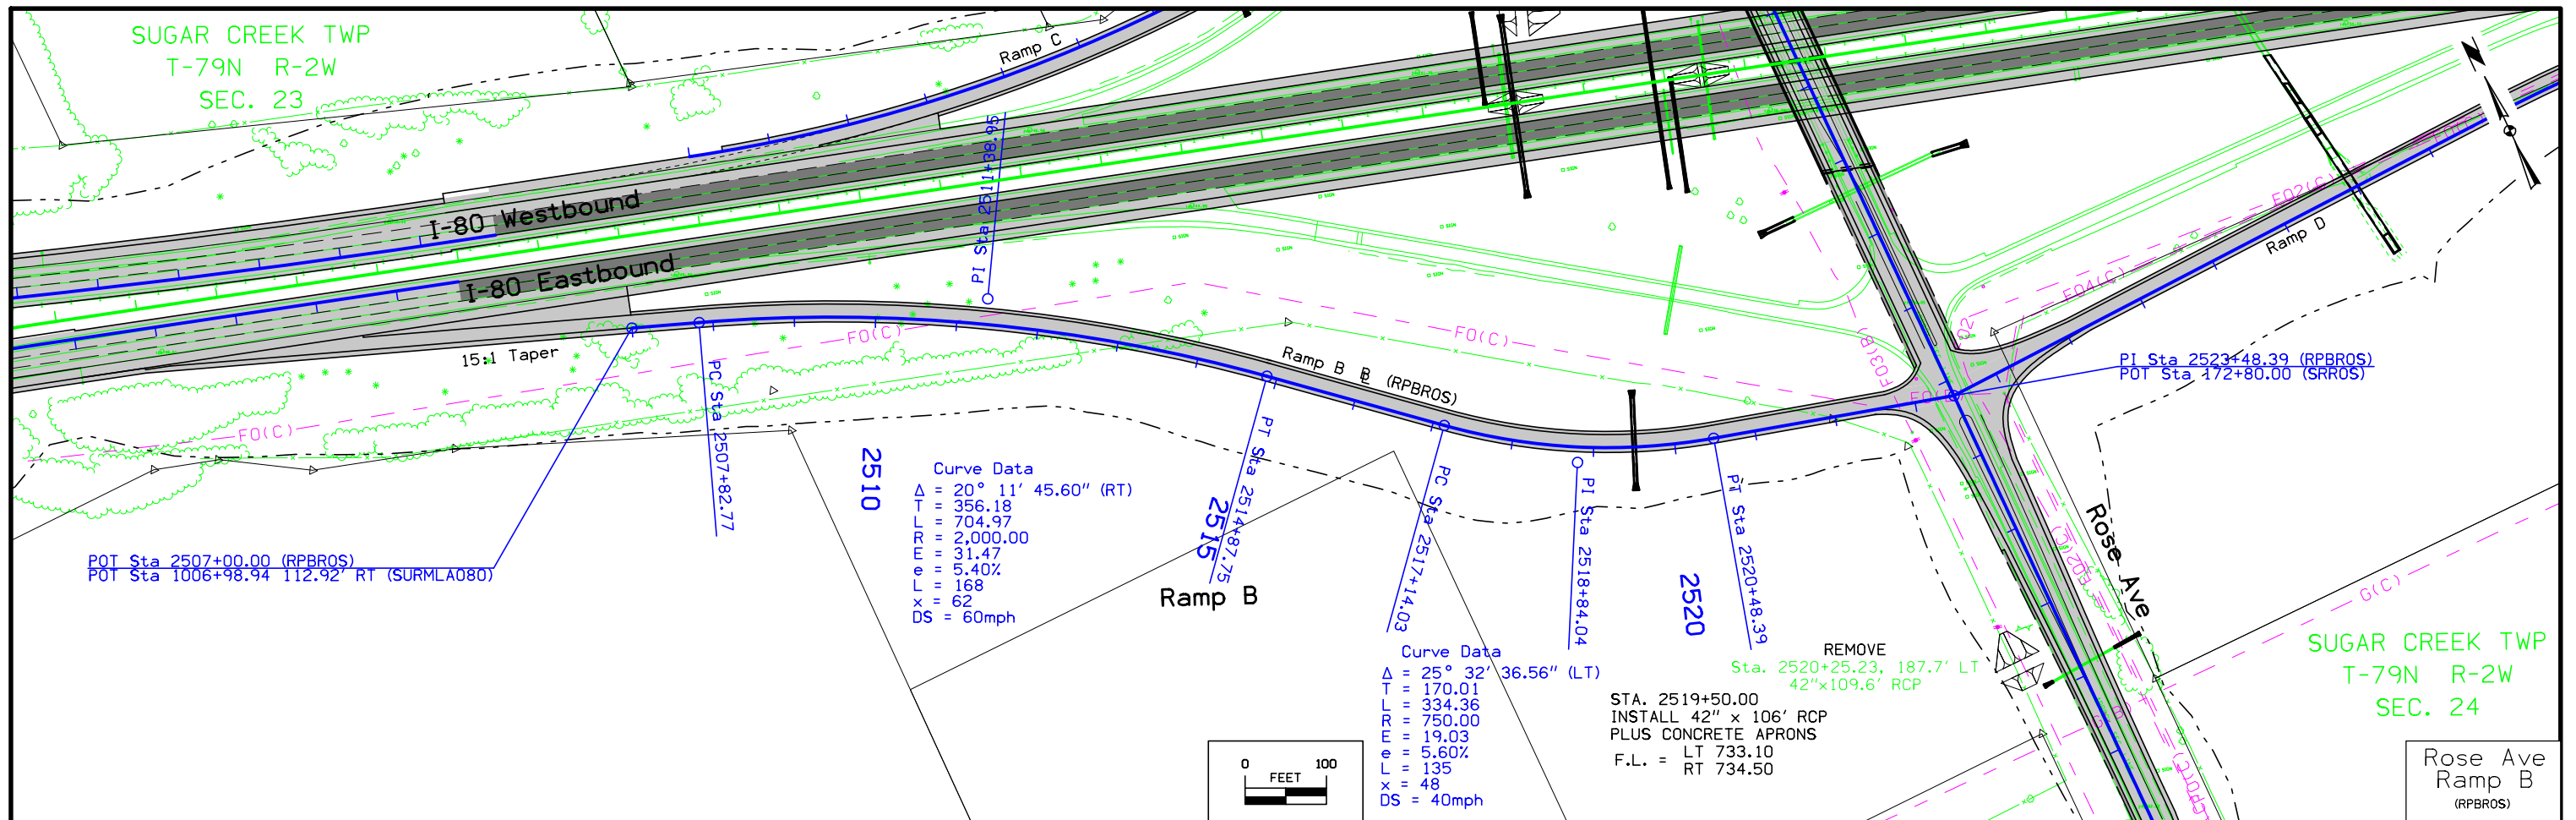 SUGAR CREEK TWP
T-79N R-2W
SEC. 23
Ramp C
I-80 Westbound
I-80 Eastbound
PI Sta 2511+38.95
15:1 Taper
FO(C)
FO(C)
FO(C)
FO3(B)
FO2
FO4(C)
FO2(C)
Ramp D
Ramp B ℄ (RPBROS)
PI Sta 2523+48.39 (RPBROS)
POT Sta 172+80.00 (SRROS)
PC Sta 2507+82.77
2510
Curve Data
Δ = 20° 11' 45.60" (RT)
T = 356.18
L = 704.97
R = 2,000.00
E = 31.47
e = 5.40%
L = 168
x = 62
DS = 60mph
PT Sta 2514+87.75
2515
Ramp B
PC Sta 2517+14.03
PI Sta 2518+84.04
PT Sta 2520+48.39
2520
POT Sta 2507+00.00 (RPBROS)
POT Sta 1006+98.94 112.92' RT (SURMLA080)
Curve Data
Δ = 25° 32' 36.56" (LT)
T = 170.01
L = 334.36
R = 750.00
E = 19.03
e = 5.60%
L = 135
x = 48
DS = 40mph
REMOVE
Sta. 2520+25.23, 187.7' LT
42"x109.6' RCP
STA. 2519+50.00
INSTALL 42" x 106' RCP
PLUS CONCRETE APRONS
F.L. = LT 733.10
RT 734.50
Rose Ave
FO2(C)
G(C)
SUGAR CREEK TWP
T-79N R-2W
SEC. 24
0 100
FEET
Rose Ave
Ramp B
(RPBROS)